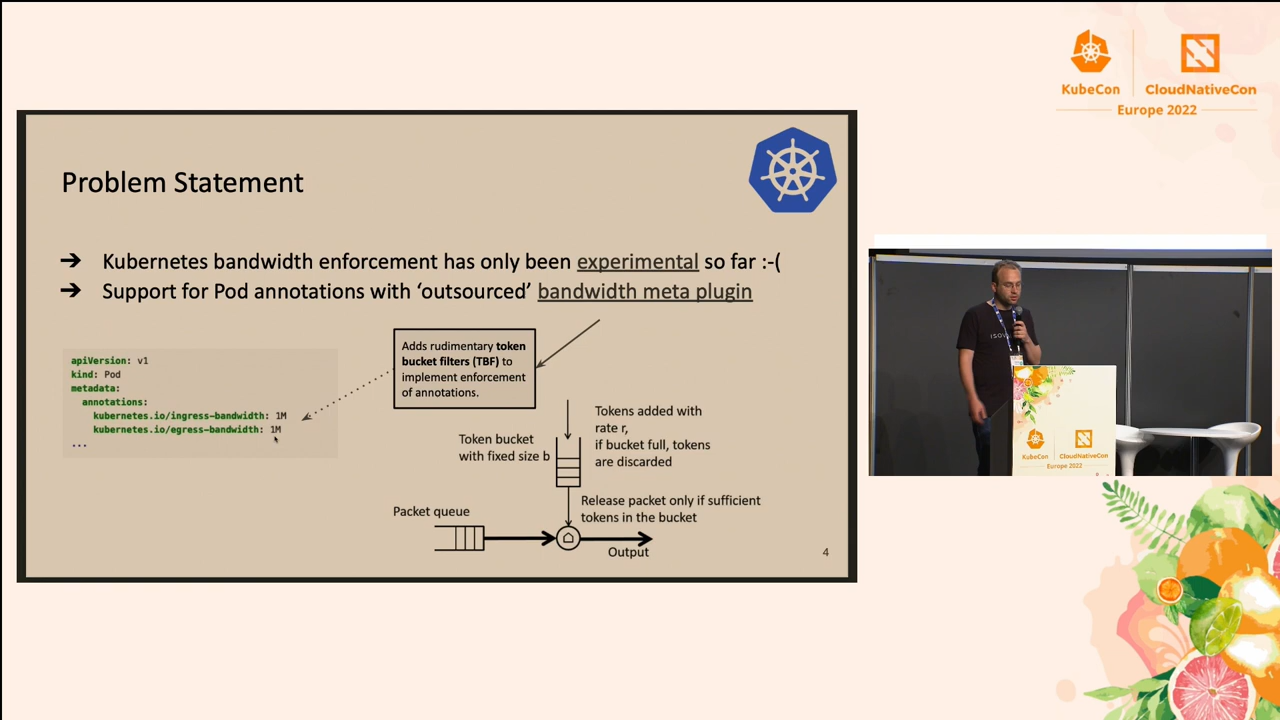 KubeCon
CloudNativeCon
Europe 2022
Problem Statement
➔ Kubernetes bandwidth enforcement has only been experimental so far :-(
➔ Support for Pod annotations with ‘outsourced’ bandwidth meta plugin
apiVersion: v1
kind: Pod
metadata:
annotations:
kubernetes.io/ingress-bandwidth: 1M
kubernetes.io/egress-bandwidth: 1M
...
Adds rudimentary token
bucket filters (TBF) to
implement enforcement
of annotations.
Tokens added with
rate r,
if bucket full, tokens
are discarded
Token bucket
with fixed size b
Release packet only if sufficient
tokens in the bucket
Packet queue
Output
4
KubeCon
CloudNativeCon
Europe 2022